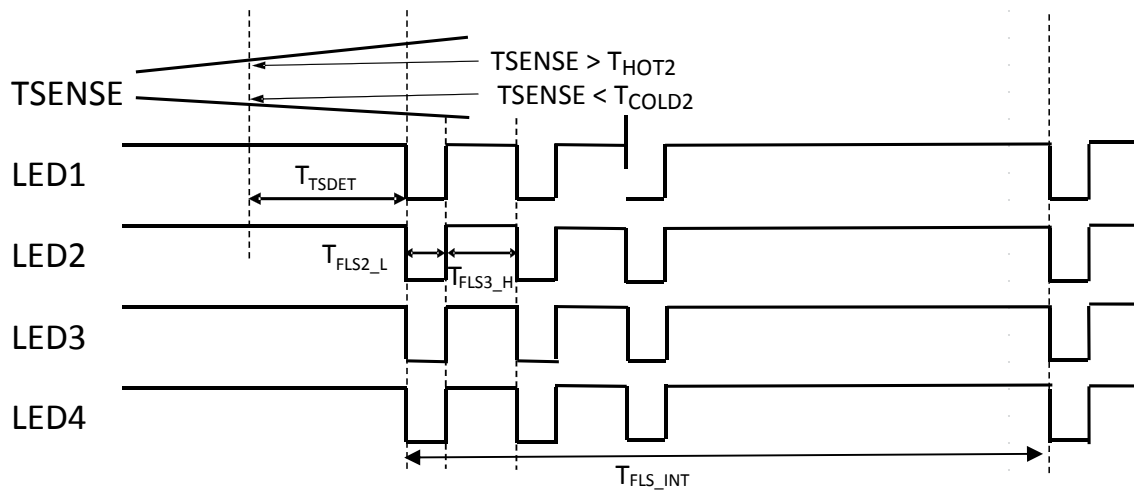 TSENSE > THOT2
TSENSE
TSENSE < TCOLD2
LED1
TTSDET
LED2
TFLS2_L
TFLS3_H
LED3
LED4
TFLS_INT